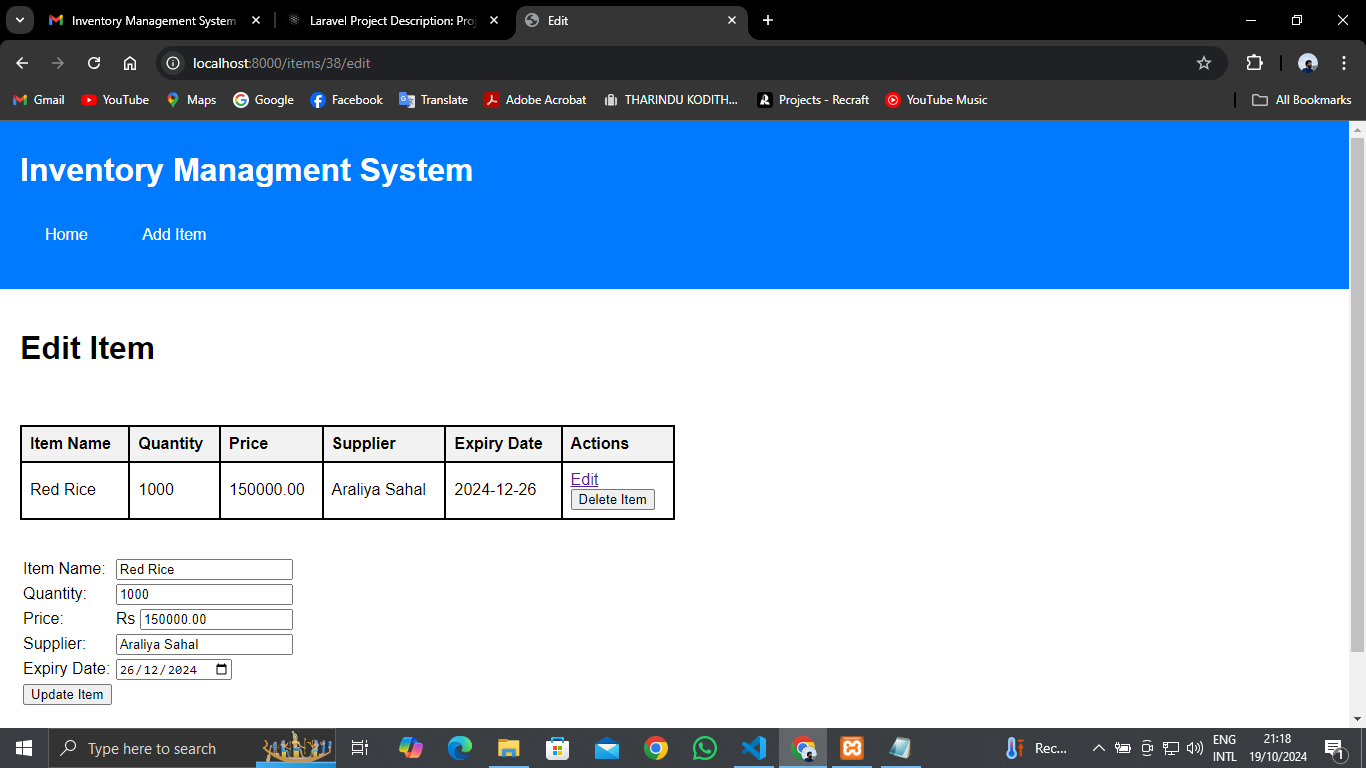 Inventory Management System
Laravel Project Description: Proj
Edit
localhost:8000/items/38/edit
Gmail
YouTube
Maps
Google
Facebook
Translate
Adobe Acrobat
THARINDU KODITH...
Projects - Recraft
YouTube Music
All Bookmarks
Inventory Managment System
Home Add Item
Edit Item
Item Name Quantity Price Supplier Expiry Date Actions
Red Rice 1000 150000.00 Araliya Sahal 2024-12-26 Edit
Delete Item
Item Name: Red Rice
Quantity: 1000
Price: Rs 150000.00
Supplier: Araliya Sahal
Expiry Date: 26/12/2024
Update Item
Type here to search
Rec...
ENG
INTL
21:18
19/10/2024
1